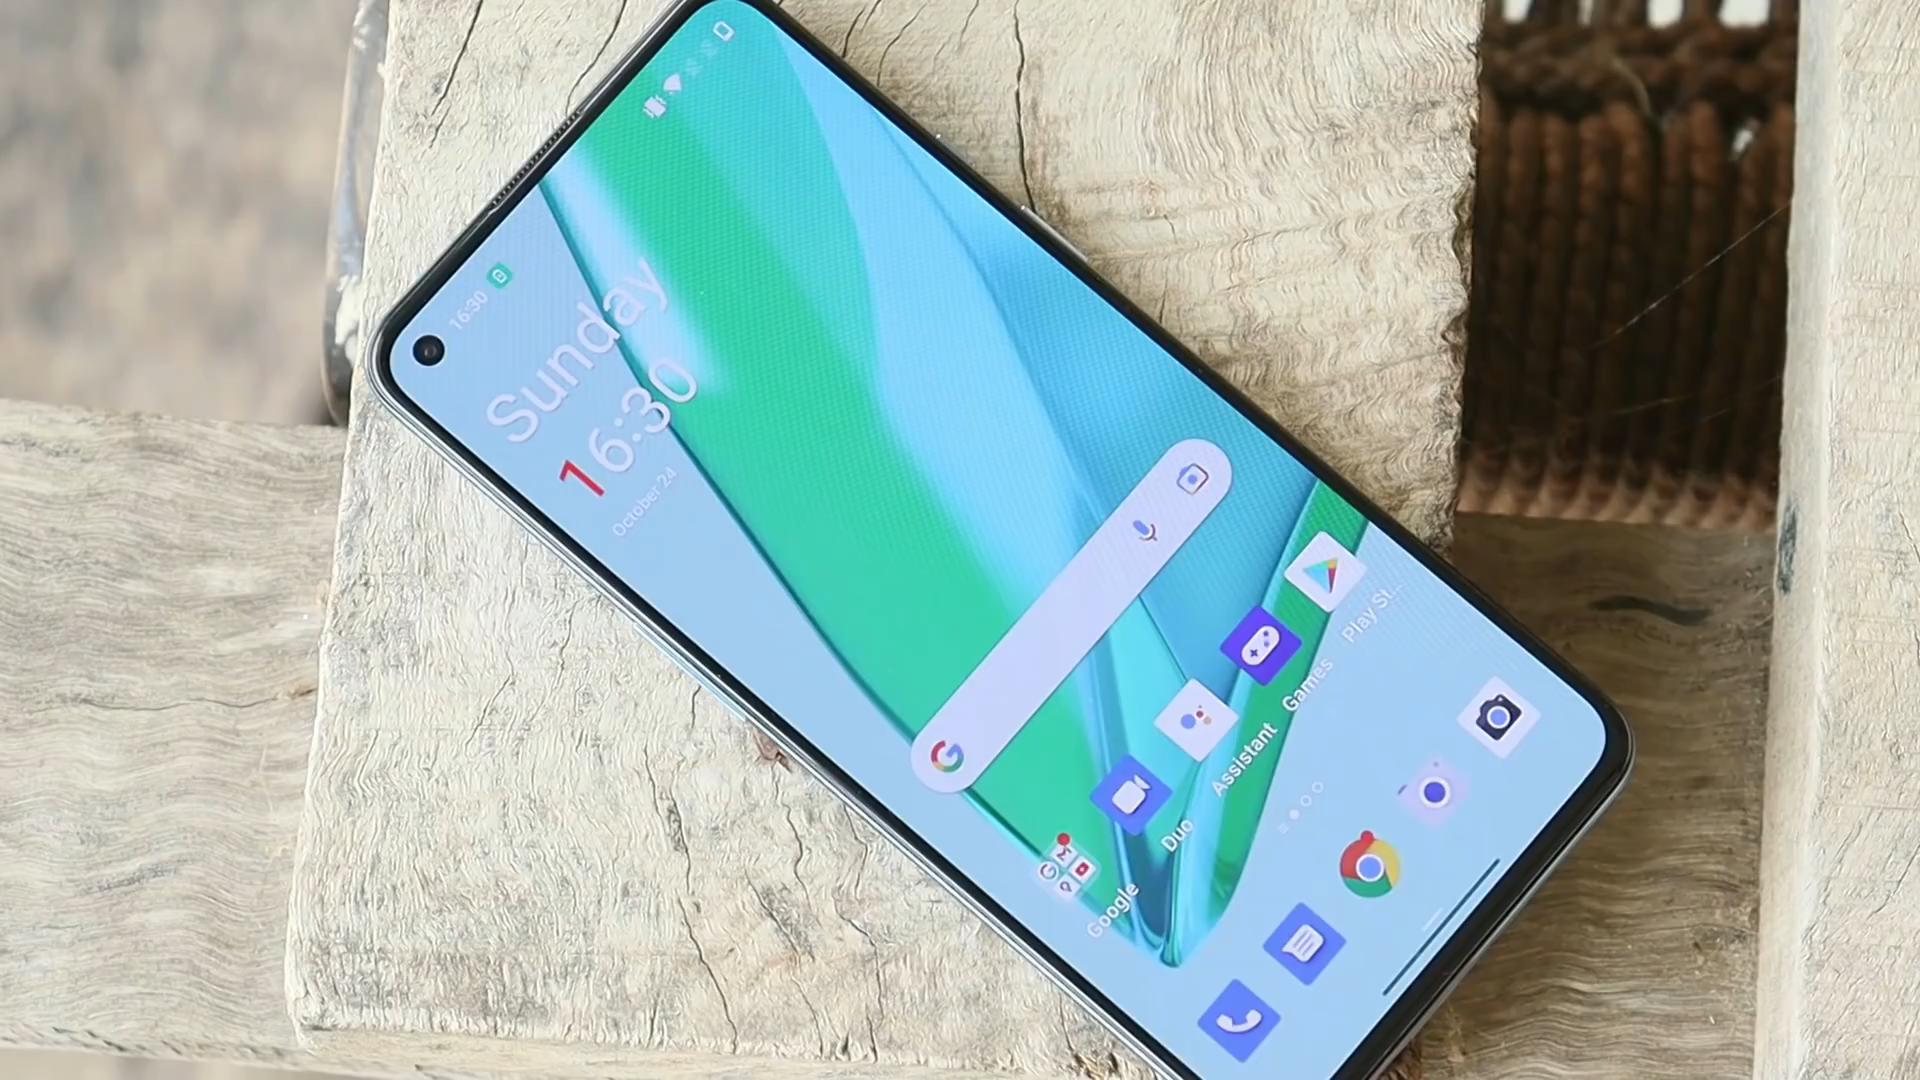 16:30
Sunday
16:30
October 24
G
Google
Duo
Assistant
Games
Play St...